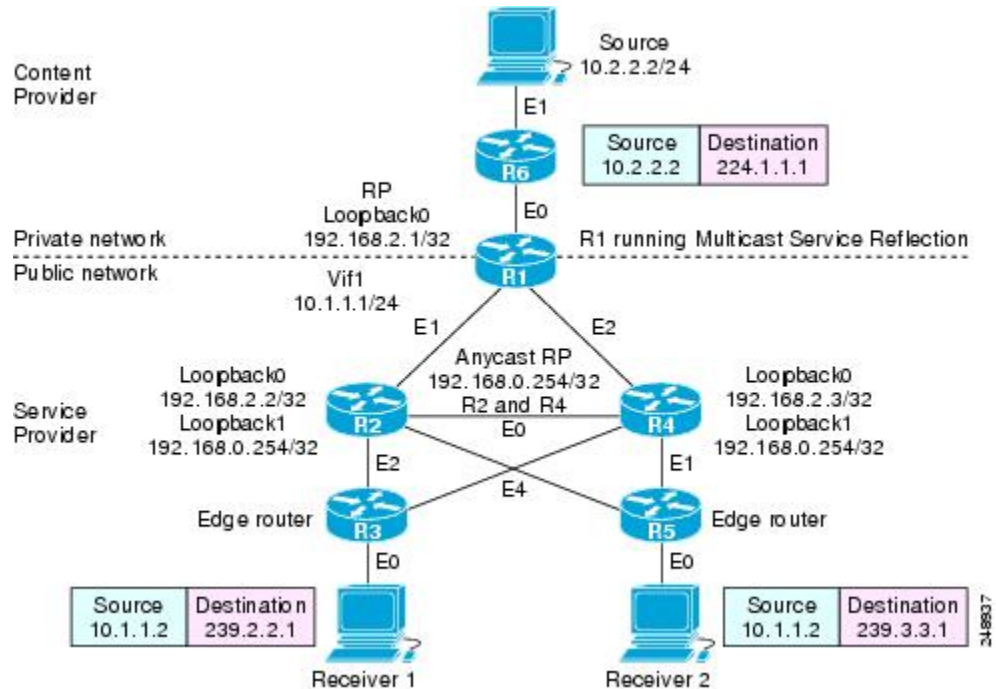 Source
10.2.2.2/24
Content
Provider
E1
Source
10.2.2.2
Destination
224.1.1.1
R6
RP
Loopback0
192.168.2.1/32
E0
Private network
R1 running Multicast Service Reflection
Public network
R1
Vif1
10.1.1.1/24
E1
E2
Anycast RP
192.168.0.254/32
R2 and R4
Loopback0
192.168.2.2/32
Loopback1
192.168.0.254/32
Loopback0
192.168.2.3/32
Loopback1
192.168.0.254/32
Service
Provider
R2
E0
R4
E2
E4
E1
Edge router
R3
R5
Edge router
E0
E0
Source
10.1.1.2
Destination
239.2.2.1
Source
10.1.1.2
Destination
239.3.3.1
Receiver 1
Receiver 2
248937